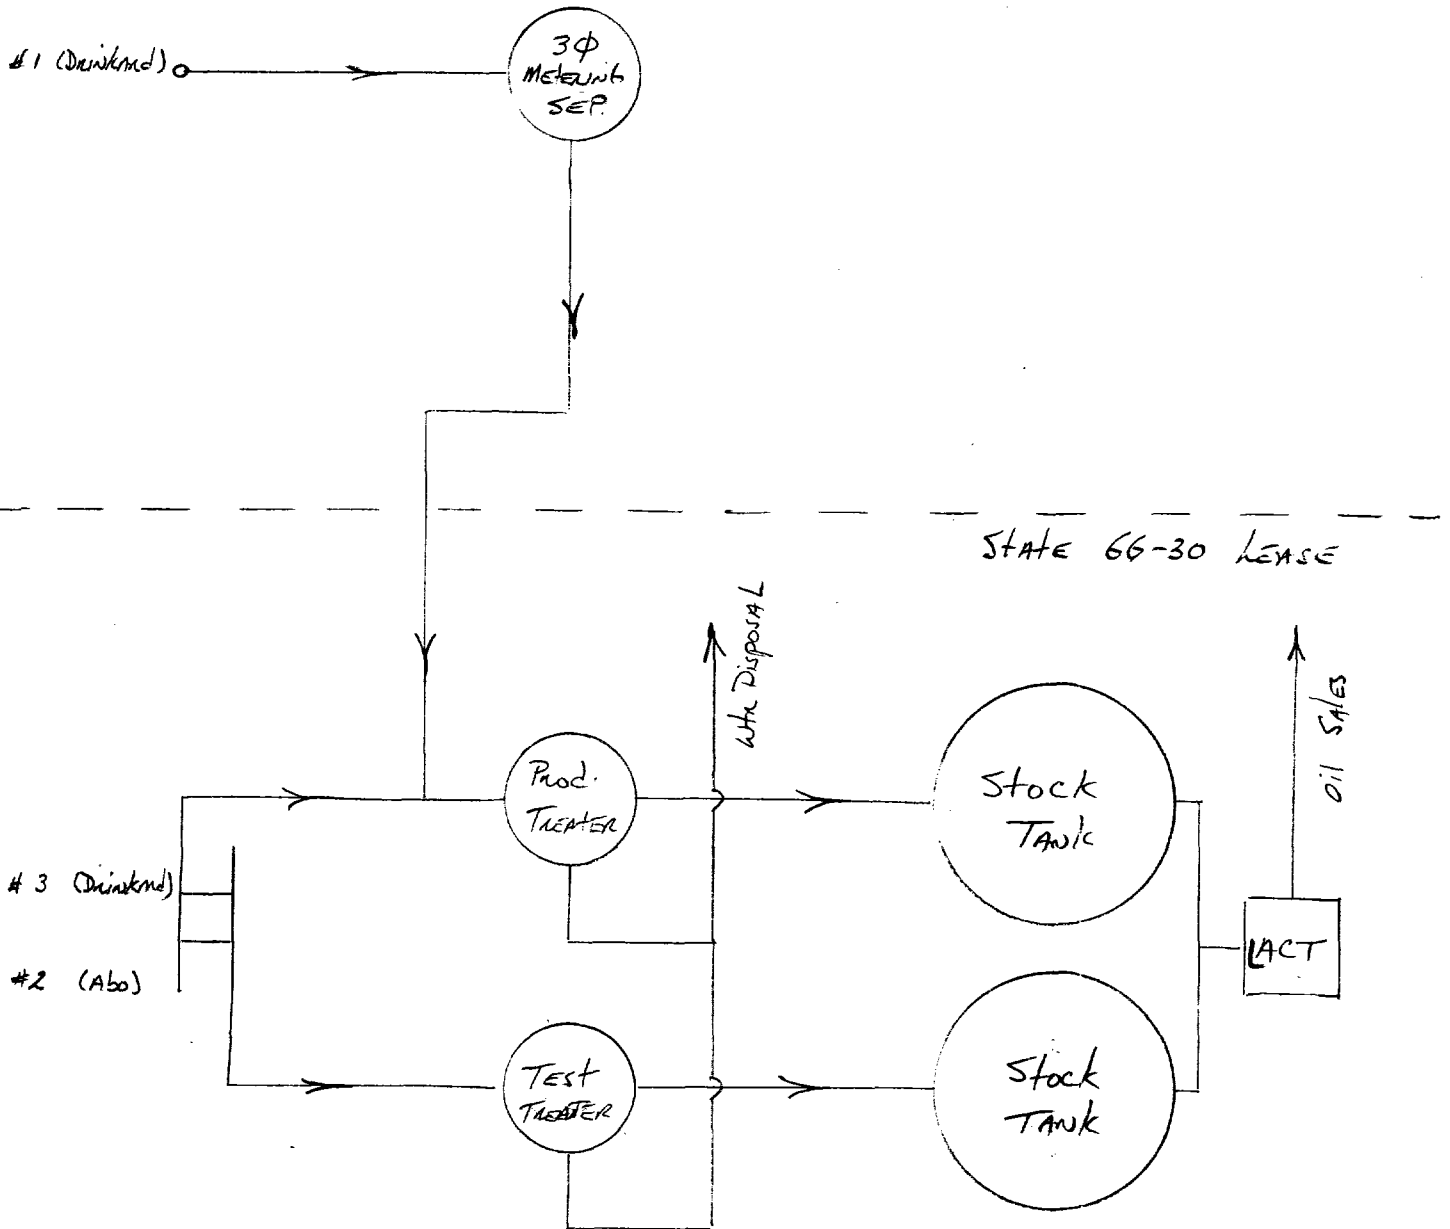 #1 (Drinkard)
3Φ
METERING
SEP.
STATE 66-30 LEASE
Wtr Disposal
Oil Sales
Prod.
TREATER
Stock
TANK
#3 (Drinkard)
#2 (Abo)
LACT
Test
TREATER
Stock
TANK